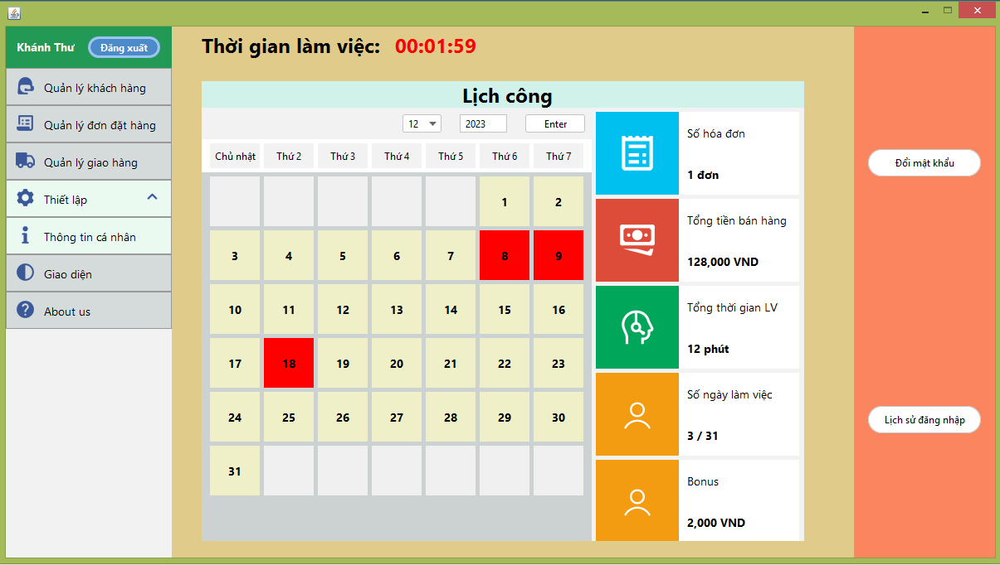 Khánh Thư
Đăng xuất
Quản lý khách hàng
Quản lý đơn đặt hàng
Quản lý giao hàng
Thiết lập
Thông tin cá nhân
Giao diện
About us
Thời gian làm việc: 00:01:59
Lịch công
12 2023 Enter
Chủ nhật Thứ 2 Thứ 3 Thứ 4 Thứ 5 Thứ 6 Thứ 7
1 2
3 4 5 6 7 8 9
10 11 12 13 14 15 16
17 18 19 20 21 22 23
24 25 26 27 28 29 30
31
Số hóa đơn
1 đơn
Tổng tiền bán hàng
128,000 VND
Tổng thời gian LV
12 phút
Số ngày làm việc
3 / 31
Bonus
2,000 VND
Đổi mật khẩu
Lịch sử đăng nhập